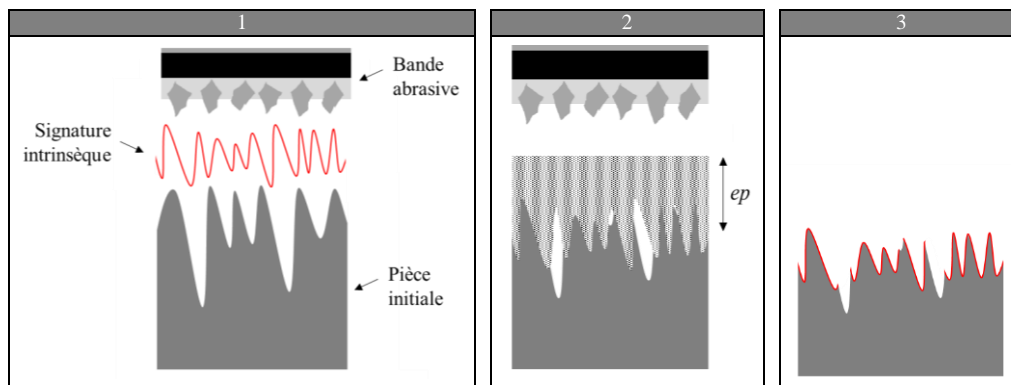 1
2
3
Bande
abrasive
Signature
intrinsèque
Pièce
initiale
ep